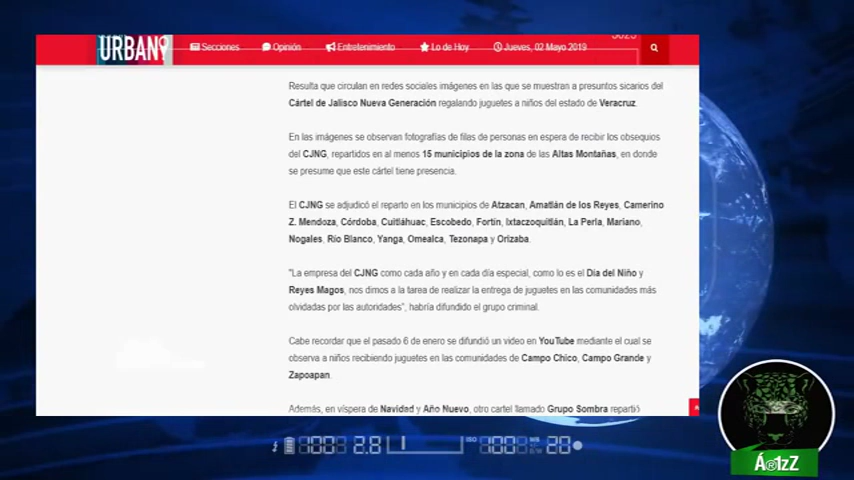 URBANO
Secciones
Opinión
Entretenimiento
Lo de Hoy
Jueves, 02 Mayo 2019
Resulta que circulan en redes sociales imágenes en las que se muestran a presuntos sicarios del
Cártel de Jalisco Nueva Generación regalando juguetes a niños del estado de Veracruz.
En las imágenes se observan fotografías de filas de personas en espera de recibir los obsequios
del CJNG, repartidos en al menos 15 municipios de la zona de las Altas Montañas, en donde
se presume que este cártel tiene presencia.
El CJNG se adjudicó el reparto en los municipios de Atzacan, Amatlán de los Reyes, Camerino
Z. Mendoza, Córdoba, Cuitláhuac, Escobedo, Fortín, Ixtaczoquitlán, La Perla, Mariano,
Nogales, Río Blanco, Yanga, Omealca, Tezonapa y Orizaba.
"La empresa del CJNG como cada año y en cada día especial, como lo es el Día del Niño y
Reyes Magos, nos dimos a la tarea de realizar la entrega de juguetes en las comunidades más
olvidadas por las autoridades", habría difundido el grupo criminal.
Cabe recordar que el pasado 6 de enero se difundió un video en YouTube mediante el cual se
observa a niños recibiendo juguetes en las comunidades de Campo Chico, Campo Grande y
Zapoapan.
Además, en víspera de Navidad y Año Nuevo, otro cartel llamado Grupo Sombra repartió
100 2.8 ISO 100 20
Á®1zZ